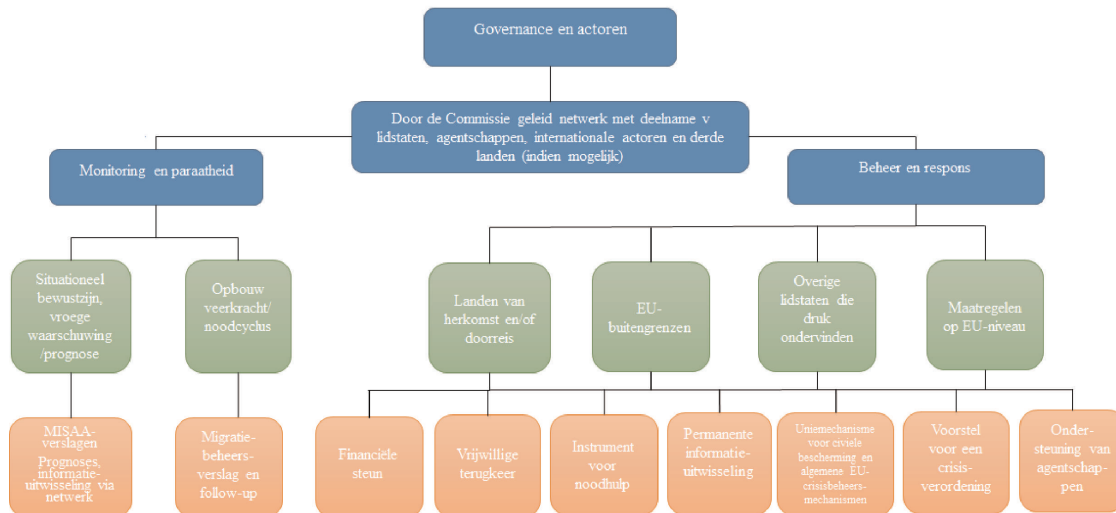 Governance en actoren
Door de Commissie geleid netwerk met deelname v
lidstaten, agentschappen, internationale actoren en derde
landen (indien mogelijk)
Monitoring en paraatheid
Beheer en respons
Situationeel
bewustzijn,
vroege
waarschuwing
/prognose
Opbouw
veerkracht/
noodcyclus
Landen van
herkomst en/of
doorreis
EU-
buitengrenzen
Overige
lidstaten die
druk
ondervinden
Maatregelen
op EU-niveau
MISAA-
verslagen
Prognoses,
informatie-
uitwisseling via
netwerk
Migratie-
beheers-
verslag en
follow-up
Financiële
steun
Vrijwillige
terugkeer
Instrument
voor
noodhulp
Permanente
informatie-
uitwisseling
Uniemechanisme
voor civiele
bescherming en
algemene EU-
crisisbeheers-
mechanismen
Voorstel
voor een
crisis-
verordening
Onder-
steuning van
agentschap-
pen